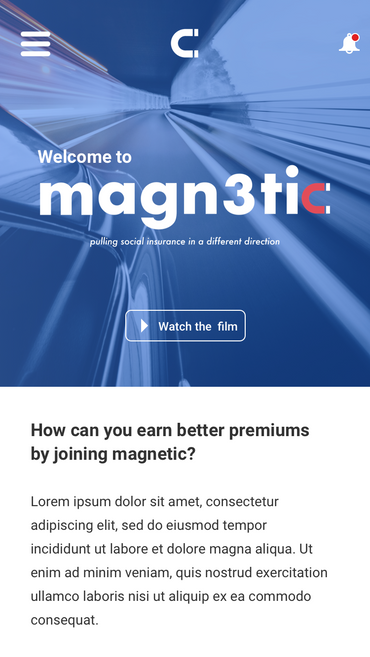 Welcome to
magn3tic
pulling social insurance in a different direction
Watch the film
How can you earn better premiums
by joining magnetic?
Lorem ipsum dolor sit amet, consectetur
adipiscing elit, sed do eiusmod tempor
incididunt ut labore et dolore magna aliqua. Ut
enim ad minim veniam, quis nostrud exercitation
ullamco laboris nisi ut aliquip ex ea commodo
consequat.